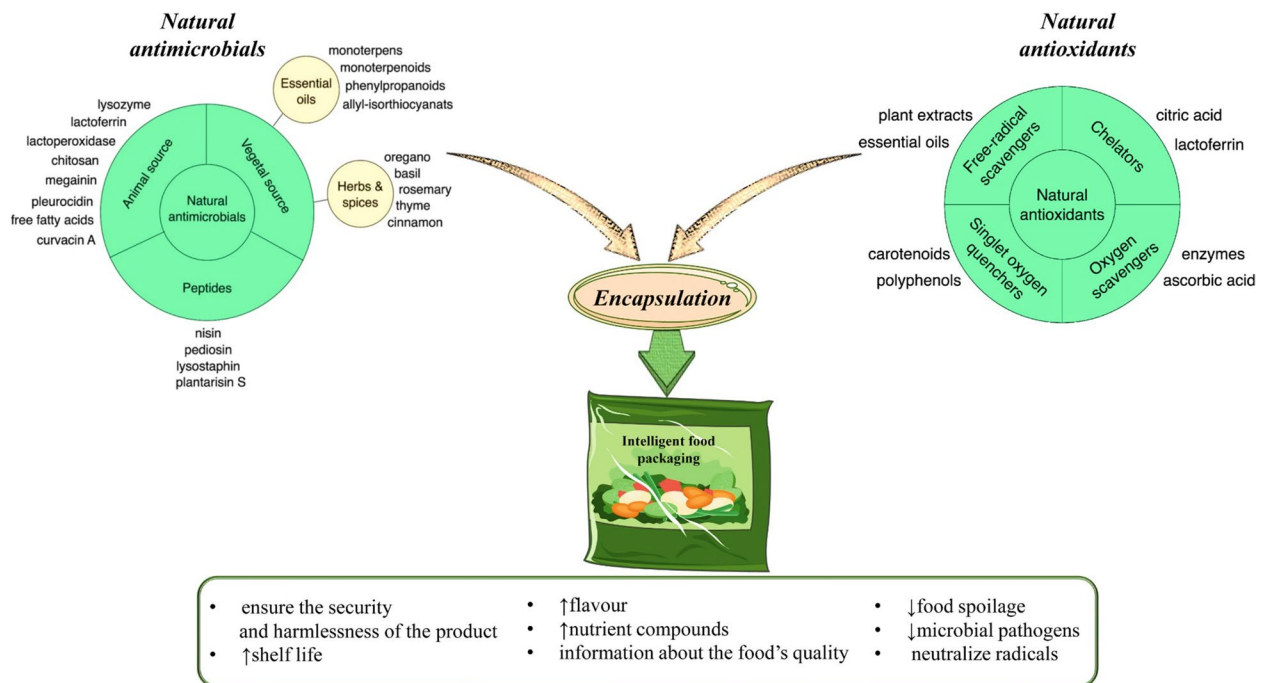 Natural
antimicrobials
Essential
oils
monoterpens
monoterpenoids
phenylpropanoids
allyl-isorthiocyanats
lysozyme
lactoferrin
lactoperoxidase
chitosan
megainin
pleurocidin
free fatty acids
curvacin A
Animal source
Vegetal source
Natural
antimicrobials
Peptides
Herbs &
spices
oregano
basil
rosemary
thyme
cinnamon
nisin
pediosin
lysostaphin
plantarisin S
Natural
antioxidants
plant extracts
essential oils
Free-radical
scavengers
Chelators
citric acid
lactoferrin
Natural
antioxidants
carotenoids
polyphenols
Singlet oxygen
quenchers
Oxygen
scavengers
enzymes
ascorbic acid
Encapsulation
Intelligent food
packaging
• ensure the security
and harmlessness of the product
• ↑shelf life
• ↑flavour
• ↑nutrient compounds
• information about the food's quality
• ↓food spoilage
• ↓microbial pathogens
• neutralize radicals